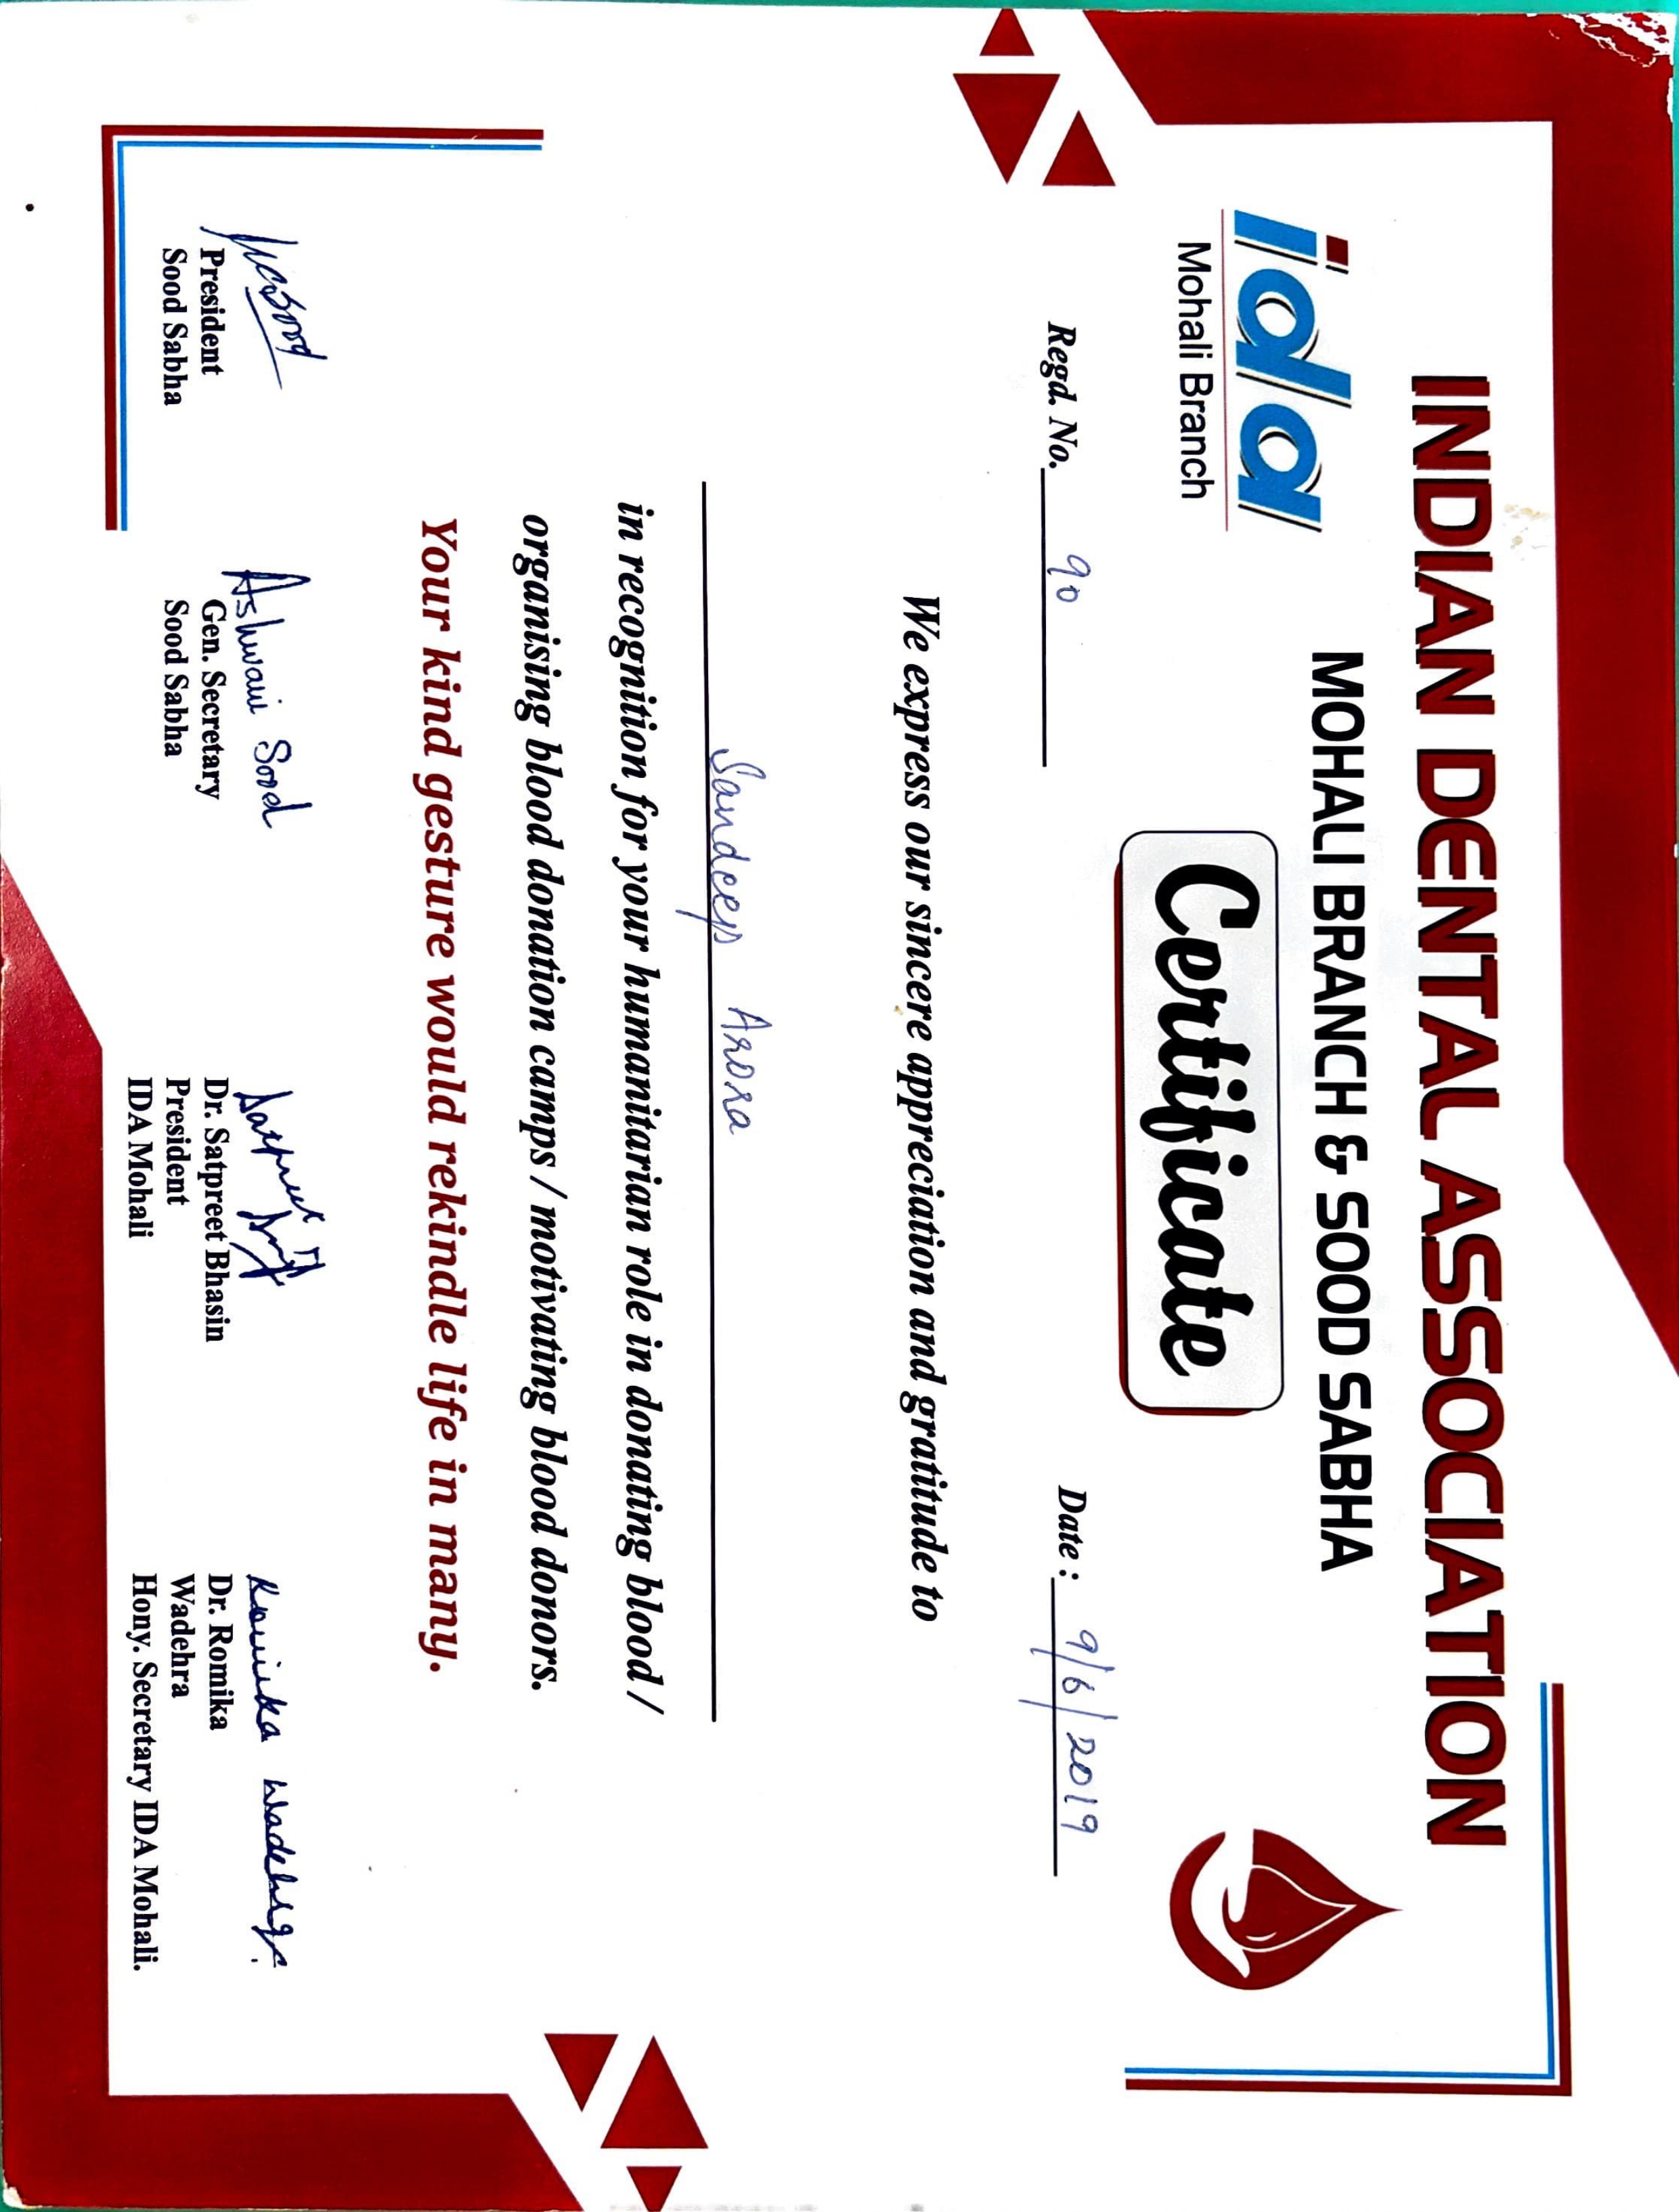 INDIAN DENTAL ASSOCIATION
MOHALI BRANCH & SOOD SABHA
ida
Mohali Branch
Certificate
Regd. No. 90
Date : 9/6/2019
We express our sincere appreciation and gratitude to
Sandeep Arora
in recognition for your humanitarian role in donating blood /
organising blood donation camps / motivating blood donors.
Your kind gesture would rekindle life in many.
Ashwani Sood
Satpreet
Romika Wadehra
President
Sood Sabha
Gen. Secretary
Sood Sabha
Dr. Satpreet Bhasin
President
IDA Mohali
Dr. Romika
Wadehra
Hony. Secretary IDA Mohali.